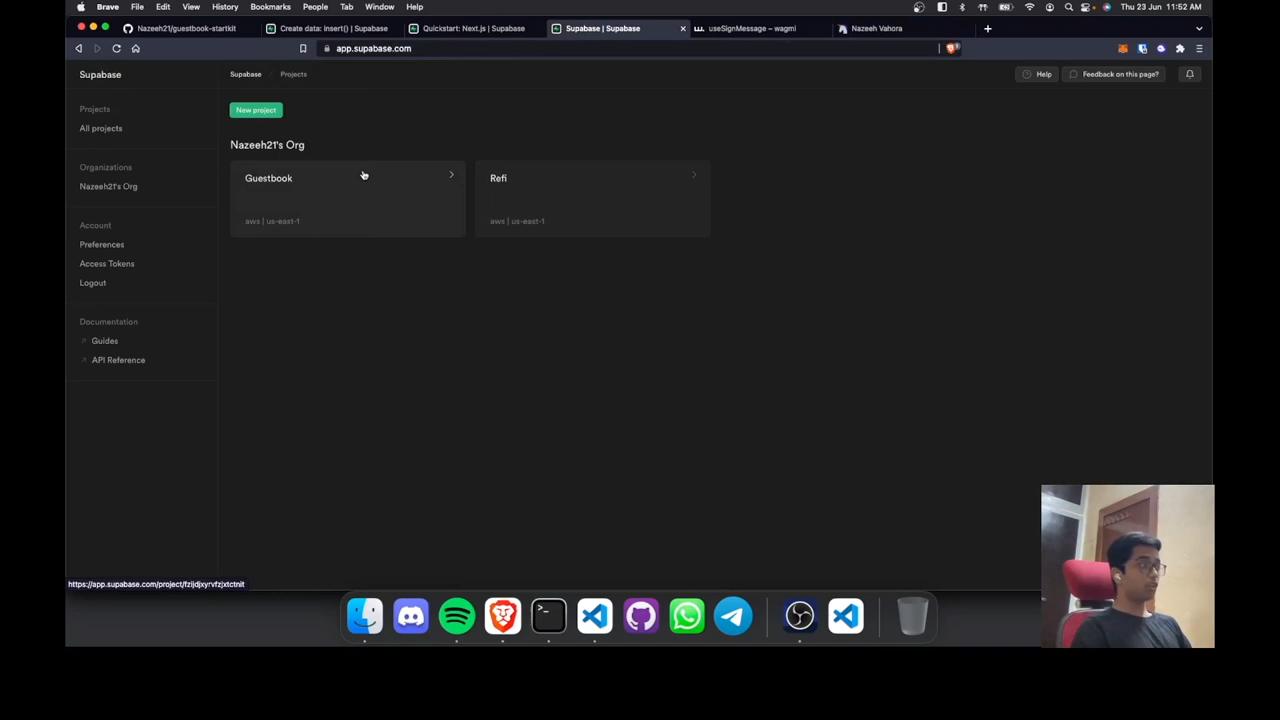 Brave File Edit View History Bookmarks People Tab Window Help Thu 23 Jun 11:52 AM
Nazeeh21/guestbook-startkit Create data: insert() | Supabase Quickstart: Next.js | Supabase Supabase | Supabase useSignMessage – wagmi Nazeeh Vahora
app.supabase.com
Supabase
Supabase Projects
Help Feedback on this page?
Projects
All projects
Organizations
Nazeeh21's Org
Account
Preferences
Access Tokens
Logout
Documentation
Guides
API Reference
New project
Nazeeh21's Org
Guestbook
aws | us-east-1
Refi
aws | us-east-1